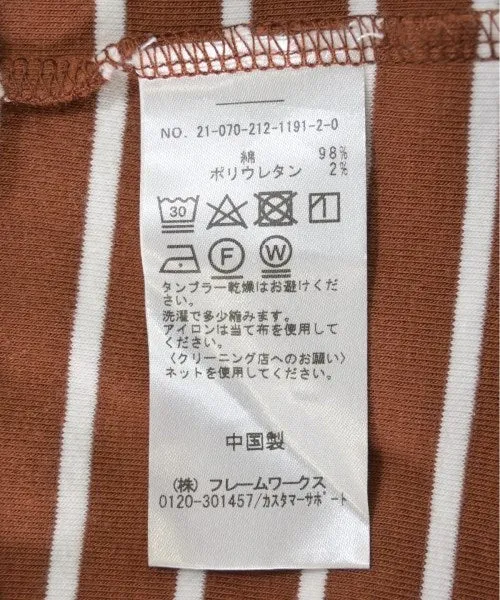 NO. 21-070-212-1191-2-0
綿 98%
ポリウレタン 2%
30
F W
タンブラー乾燥はお避けくだ
さい。
洗濯で多少縮みます。
アイロンは当て布を使用して
ください。
〈クリーニング店へのお願い〉
ネットを使用してください。
中国製
(株) フレームワークス
0120-301457/カスタマーサポート